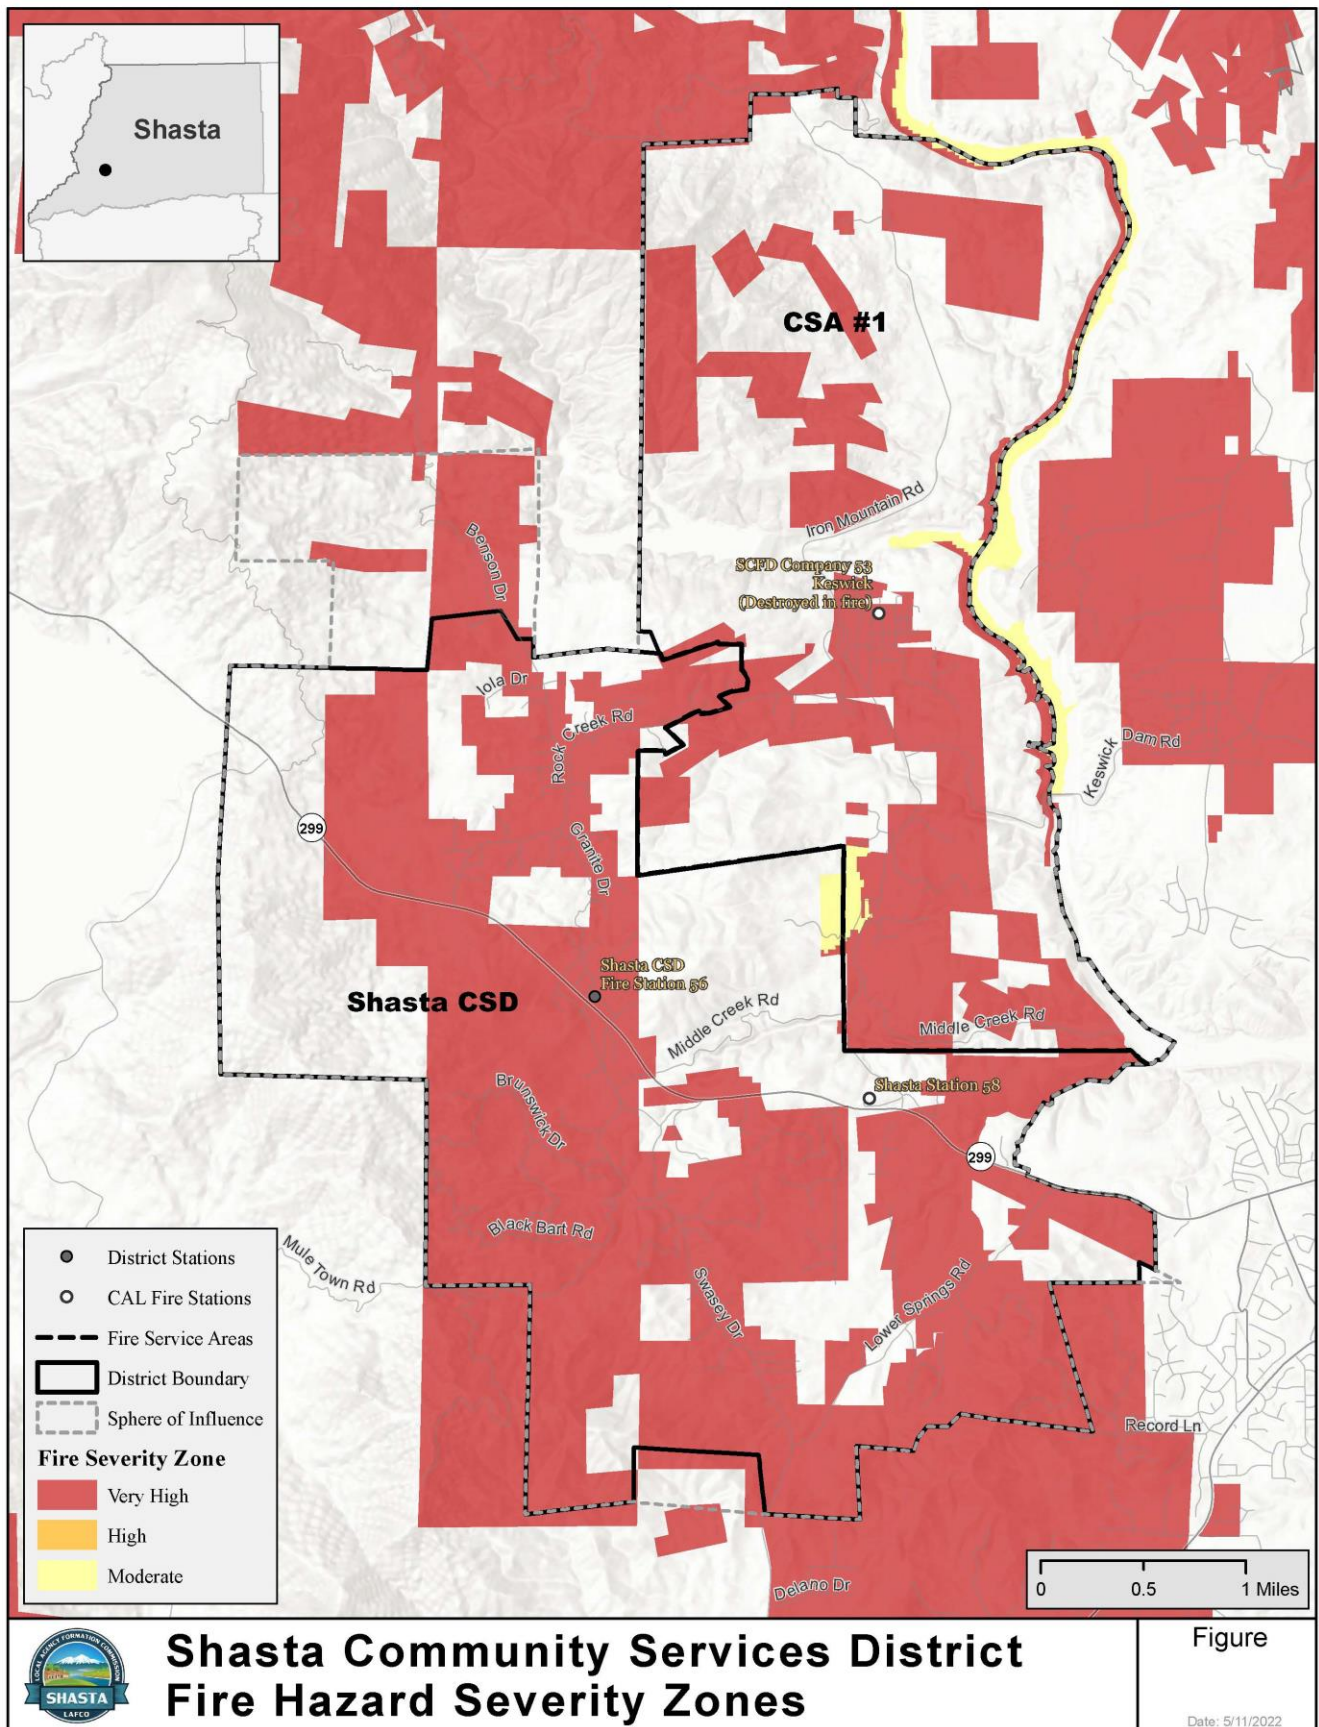 Shasta
N
CSA #1
Iron Mountain Rd
SCFD Company 53
Keswick
(Destroyed in fire)
Benson Dr
Iola Dr
Rock Creek Rd
Keswick Dam Rd
299
Granite Dr
Shasta CSD
Fire Station 56
Shasta CSD
Middle Creek Rd
Middle Creek Rd
Shasta Station 58
Brunswick Dr
299
Black Bart Rd
Mule Town Rd
Swasey Dr
Lower Springs Rd
Record Ln
Delano Dr
District Stations
CAL Fire Stations
Fire Service Areas
District Boundary
Sphere of Influence
Fire Severity Zone
Very High
High
Moderate
0 0.5 1 Miles
LOCAL AGENCY FORMATION COMMISSION
SHASTA
LAFCO
Shasta Community Services District
Fire Hazard Severity Zones
Figure
Date: 5/11/2022